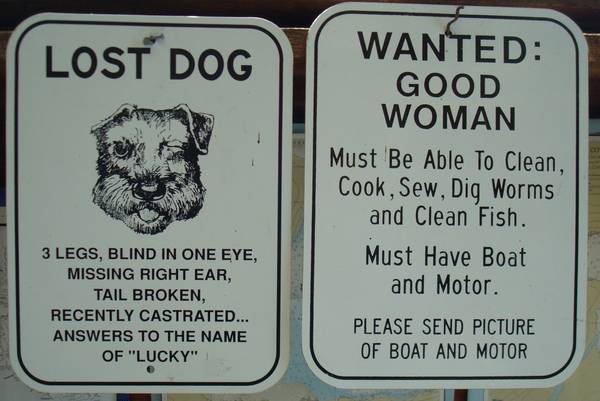 LOST DOG
3 LEGS, BLIND IN ONE EYE,
MISSING RIGHT EAR,
TAIL BROKEN,
RECENTLY CASTRATED...
ANSWERS TO THE NAME
OF "LUCKY"
WANTED:
GOOD
WOMAN
Must Be Able To Clean,
Cook, Sew, Dig Worms
and Clean Fish.
Must Have Boat
and Motor.
PLEASE SEND PICTURE
OF BOAT AND MOTOR